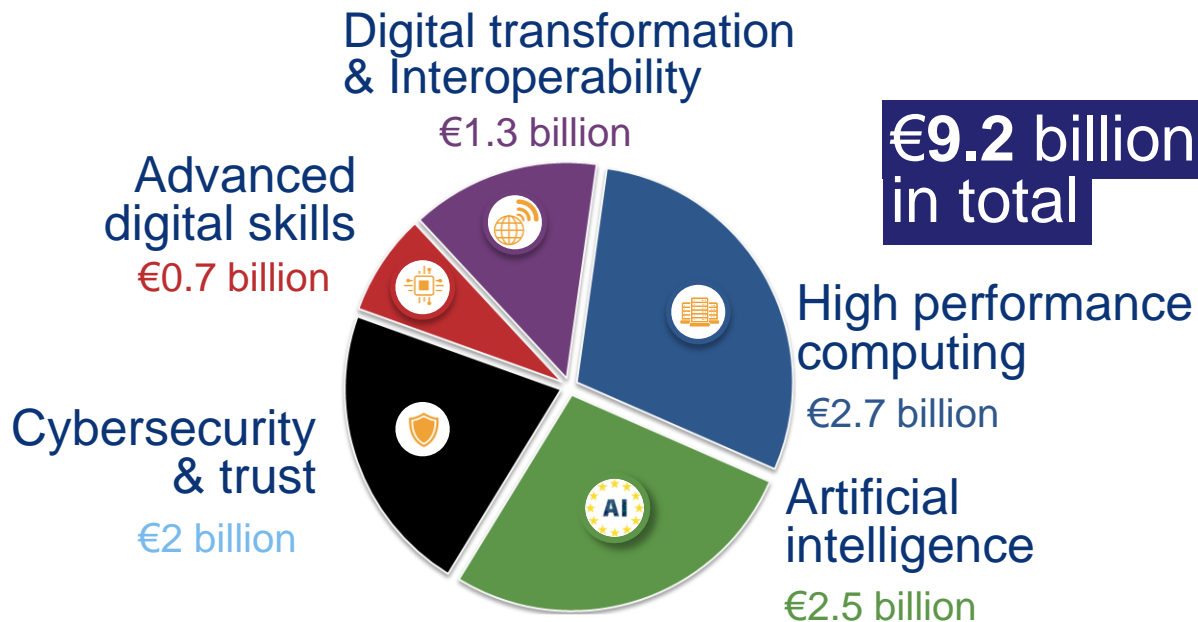 Digital transformation
& Interoperability
€1.3 billion
€9.2 billion
in total
Advanced
digital skills
€0.7 billion
High performance
computing
€2.7 billion
Cybersecurity
& trust
€2 billion
AI
Artificial
intelligence
€2.5 billion